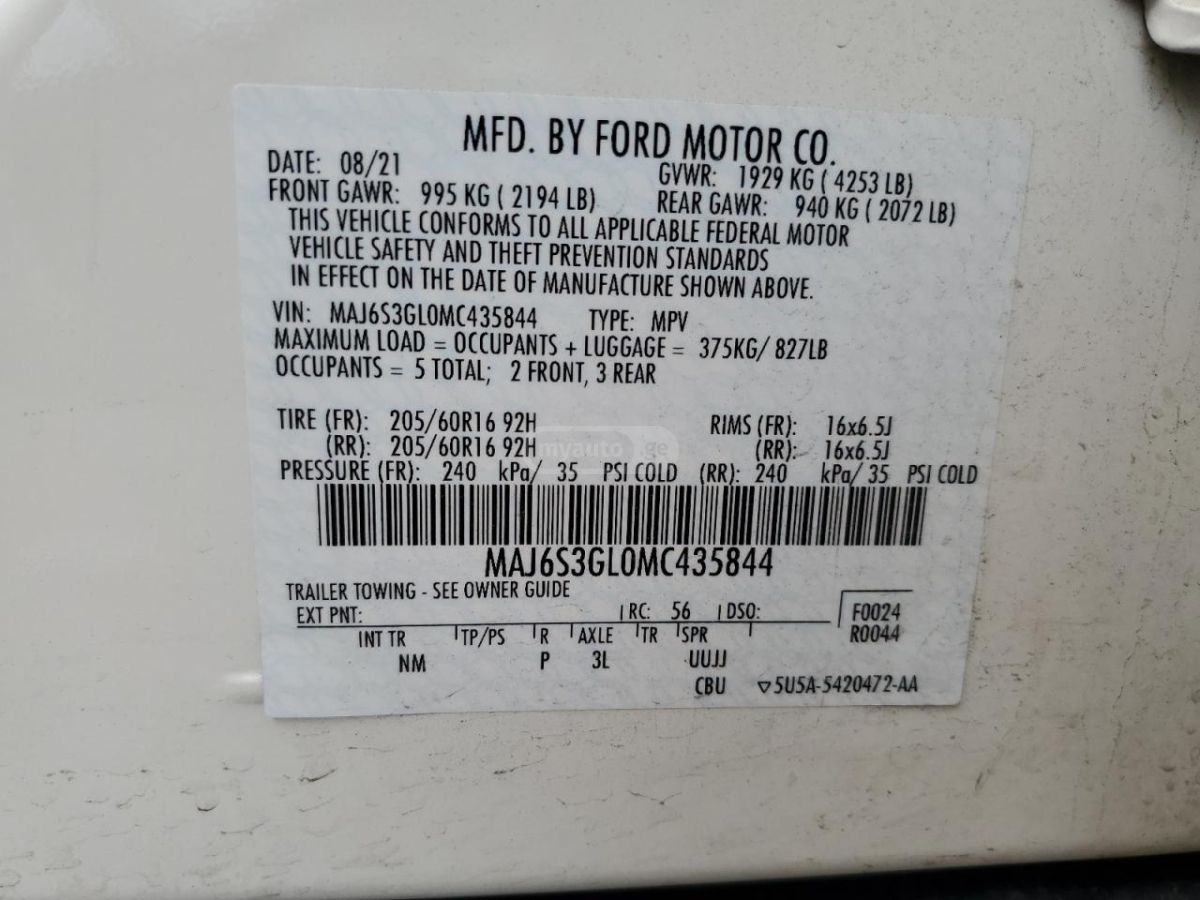 MFD. BY FORD MOTOR CO.
DATE: 08/21 GVWR: 1929 KG ( 4253 LB)
FRONT GAWR: 995 KG ( 2194 LB) REAR GAWR: 940 KG ( 2072 LB)
THIS VEHICLE CONFORMS TO ALL APPLICABLE FEDERAL MOTOR
VEHICLE SAFETY AND THEFT PREVENTION STANDARDS
IN EFFECT ON THE DATE OF MANUFACTURE SHOWN ABOVE.
VIN: MAJ6S3GL0MC435844 TYPE: MPV
MAXIMUM LOAD = OCCUPANTS + LUGGAGE = 375KG/ 827LB
OCCUPANTS = 5 TOTAL; 2 FRONT, 3 REAR
TIRE (FR): 205/60R16 92H RIMS (FR): 16x6.5J
(RR): 205/60R16 92H (RR): 16x6.5J
myauto.ge
PRESSURE (FR): 240 kPa/ 35 PSI COLD (RR): 240 kPa/ 35 PSI COLD
MAJ6S3GL0MC435844
TRAILER TOWING - SEE OWNER GUIDE
EXT PNT: RC: 56 DSO: F0024
INT TR TP/PS R AXLE TR SPR R0044
NM P 3L UUJJ
CBU ▽5U5A-5420472-AA